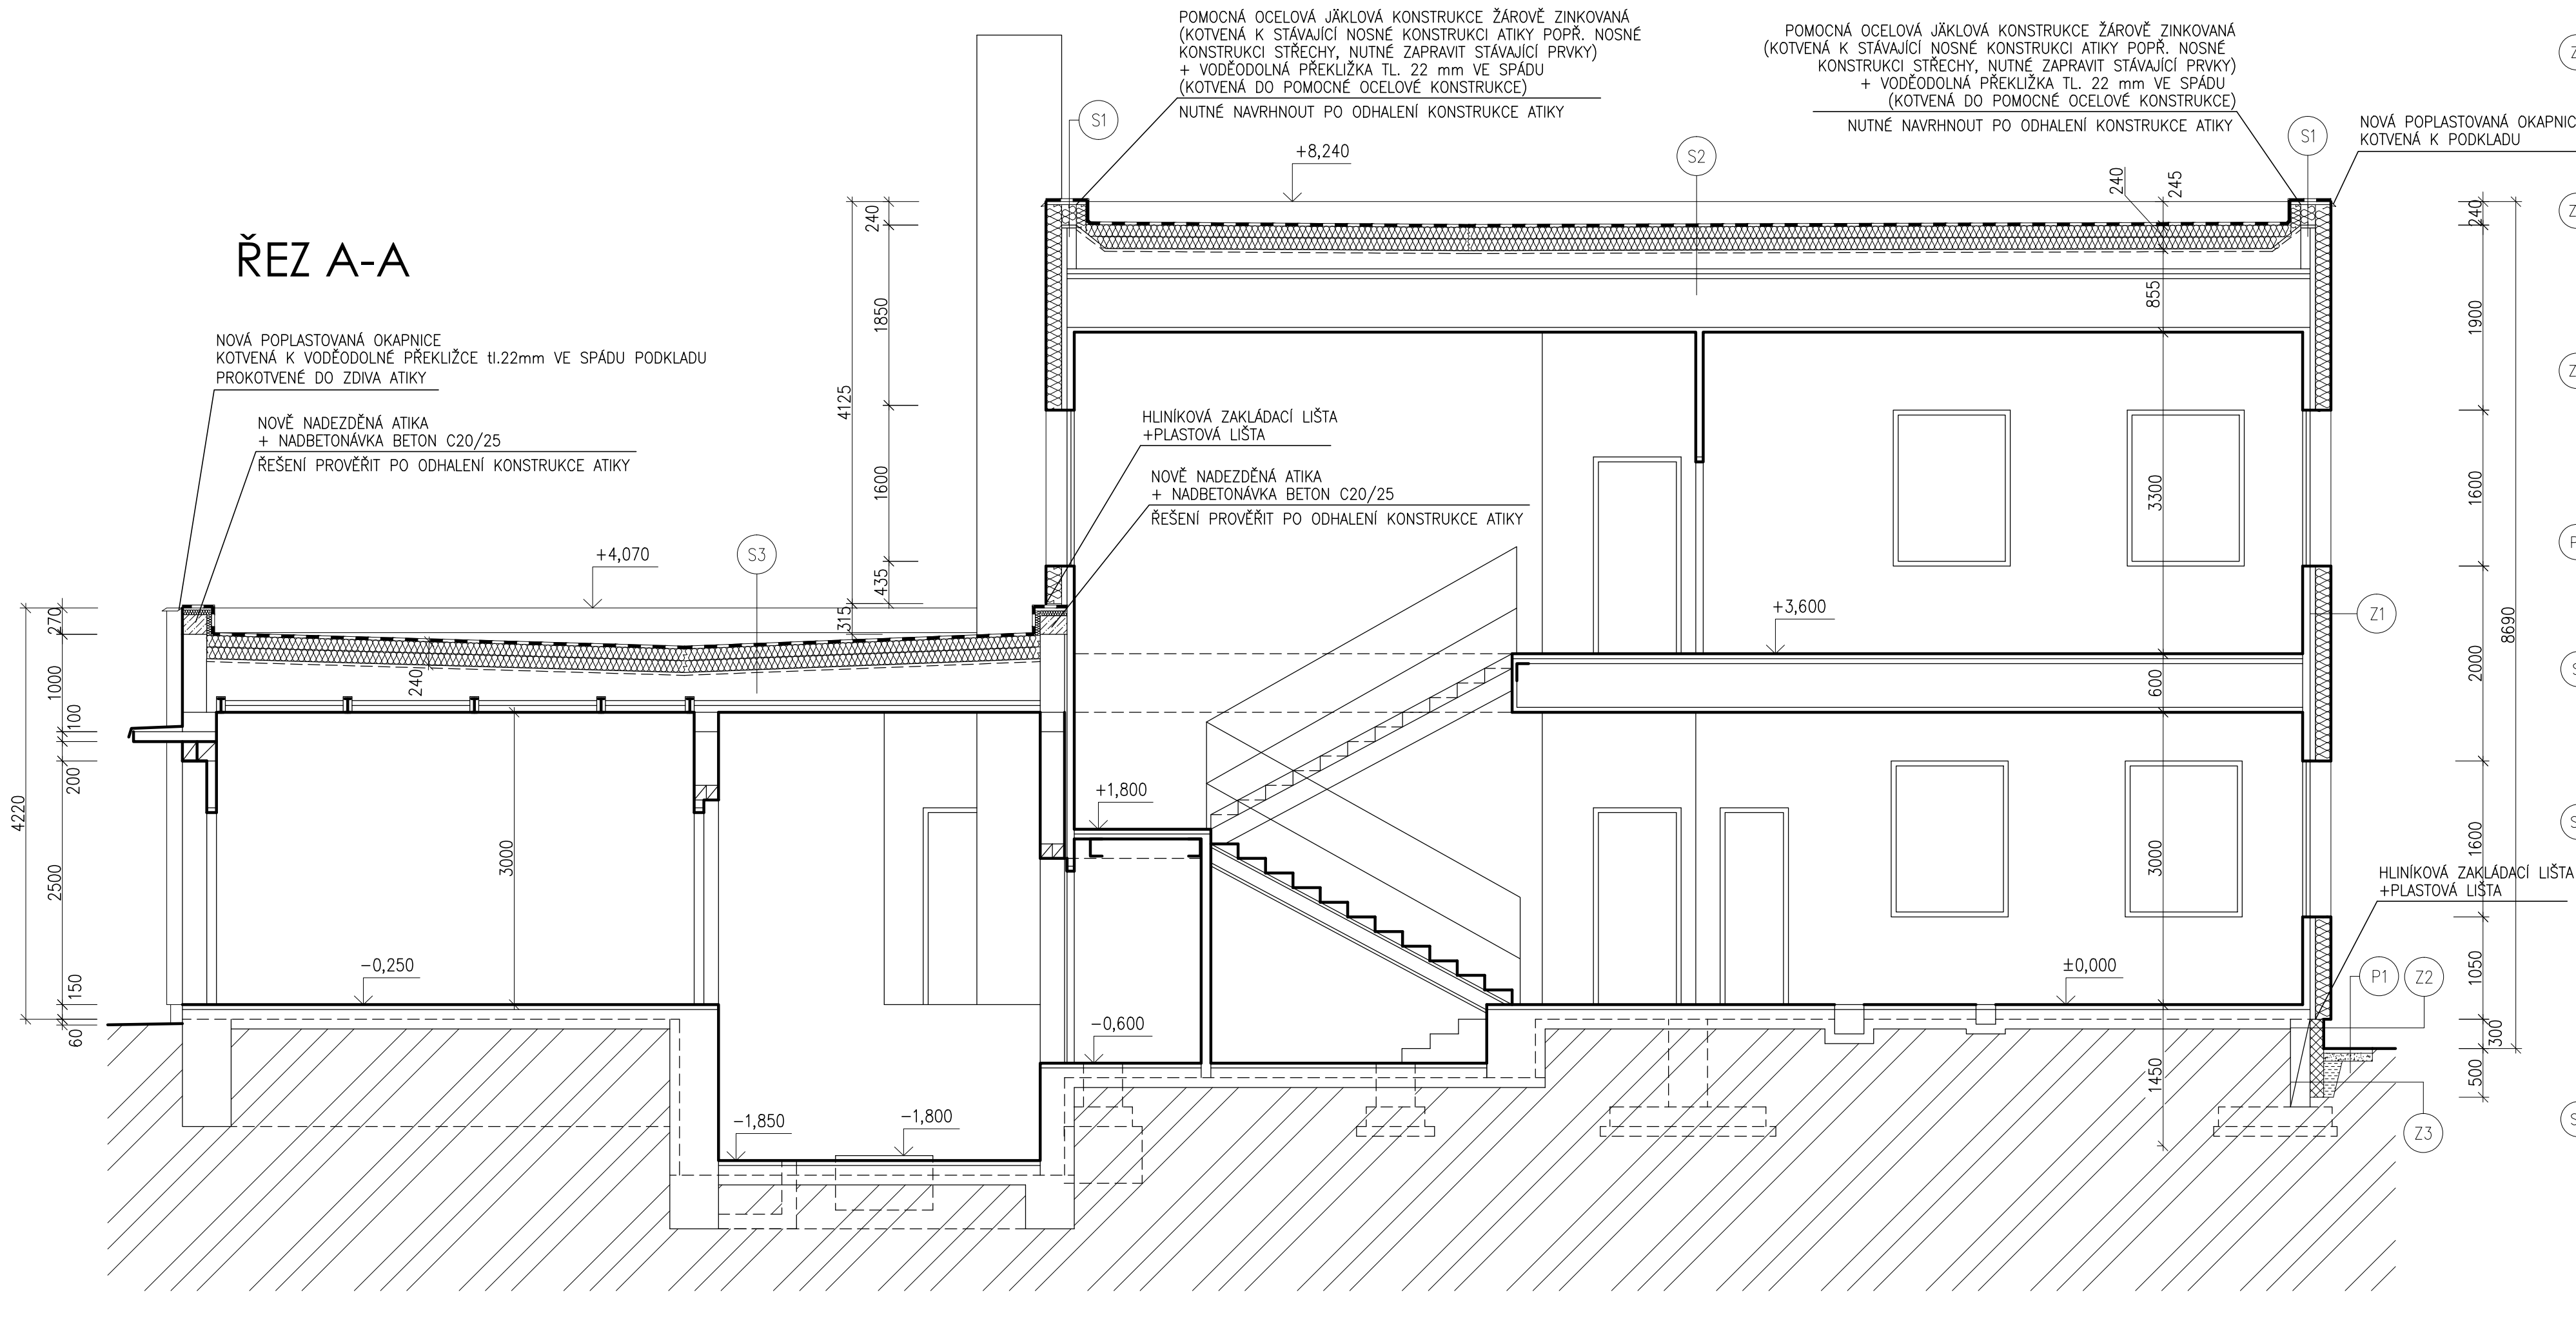 POMOCNÁ OCELOVÁ JÄKLOVÁ KONSTRUKCE ŽÁROVĚ ZINKOVANÁ
(KOTVENÁ K STÁVAJÍCÍ NOSNÉ KONSTRUKCI ATIKY POPŘ. NOSNÉ
KONSTRUKCI STŘECHY, NUTNÉ ZAPRAVIT STÁVAJÍCÍ PRVKY)
+ VODĚODOLNÁ PŘEKLIŽKA TL. 22 mm VE SPÁDU
(KOTVENÁ DO POMOCNÉ OCELOVÉ KONSTRUKCE)
NUTNÉ NAVRHNOUT PO ODHALENÍ KONSTRUKCE ATIKY
POMOCNÁ OCELOVÁ JÄKLOVÁ KONSTRUKCE ŽÁROVĚ ZINKOVANÁ
(KOTVENÁ K STÁVAJÍCÍ NOSNÉ KONSTRUKCI ATIKY POPŘ. NOSNÉ
KONSTRUKCI STŘECHY, NUTNÉ ZAPRAVIT STÁVAJÍCÍ PRVKY)
+ VODĚODOLNÁ PŘEKLIŽKA TL. 22 mm VE SPÁDU
(KOTVENÁ DO POMOCNÉ OCELOVÉ KONSTRUKCE)
NUTNÉ NAVRHNOUT PO ODHALENÍ KONSTRUKCE ATIKY
NOVÁ POPLASTOVANÁ OKAPNIC
KOTVENÁ K PODKLADU
S1
S2
S1
+8,240
240
245
ŘEZ A-A
NOVÁ POPLASTOVANÁ OKAPNICE
KOTVENÁ K VODĚODOLNÉ PŘEKLIŽCE tl.22mm VE SPÁDU PODKLADU
PROKOTVENÉ DO ZDIVA ATIKY
NOVĚ NADEZDĚNÁ ATIKA
+ NADBETONÁVKA BETON C20/25
ŘEŠENÍ PROVĚŘIT PO ODHALENÍ KONSTRUKCE ATIKY
HLINÍKOVÁ ZAKLÁDACÍ LIŠTA
+PLASTOVÁ LIŠTA
NOVĚ NADEZDĚNÁ ATIKA
+ NADBETONÁVKA BETON C20/25
ŘEŠENÍ PROVĚŘIT PO ODHALENÍ KONSTRUKCE ATIKY
240
1850
4125
1600
435
315
+4,070
S3
240
4220
270
1000
100
200
2500
150
60
3000
-0,250
-1,850
-1,800
-0,600
+1,800
+3,600
±0,000
855
3300
600
3000
1450
240
1900
1600
2000
8690
1600
1050
300
500
Z1
HLINÍKOVÁ ZAKLÁDACÍ LIŠTA
+PLASTOVÁ LIŠTA
P1
Z2
Z3